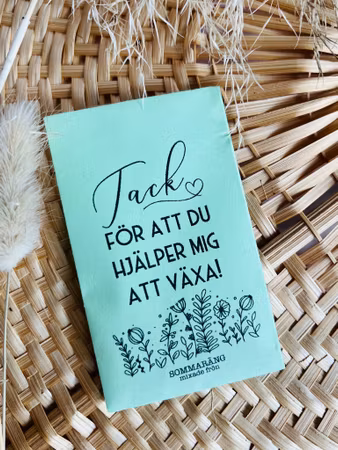 Tack
FÖR ATT DU
HJÄLPER MIG
ATT VÄXA!
SOMMARÄNG
mixade frön